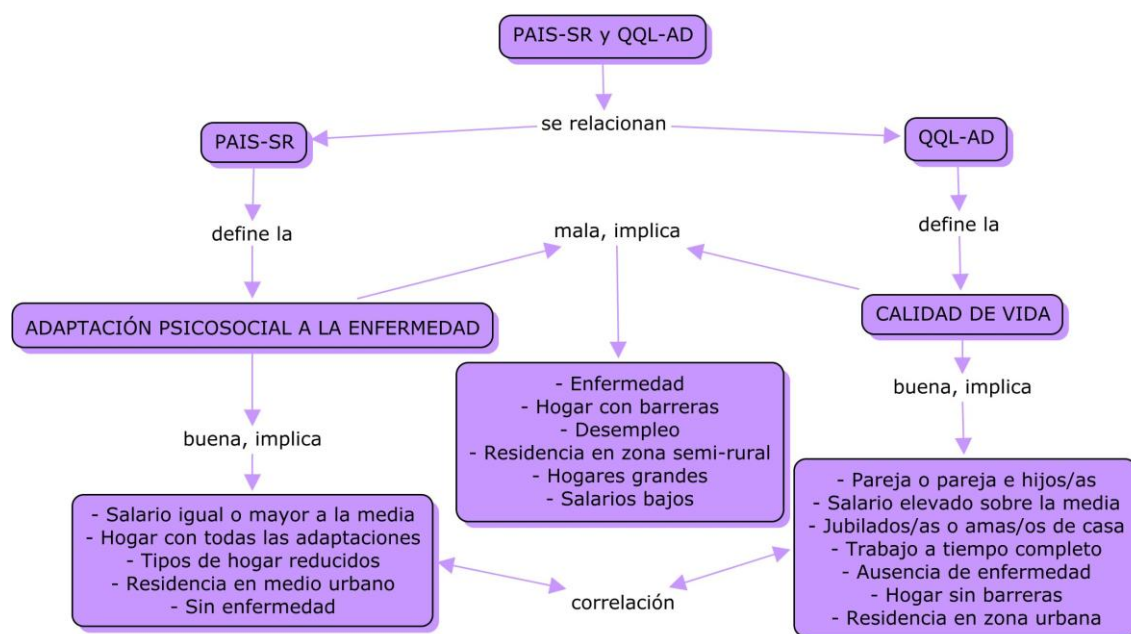 PAIS-SR y QQL-AD
se relacionan
PAIS-SR
QQL-AD
define la
mala, implica
define la
ADAPTACIÓN PSICOSOCIAL A LA ENFERMEDAD
CALIDAD DE VIDA
buena, implica
- Enfermedad
- Hogar con barreras
- Desempleo
- Residencia en zona semi-rural
- Hogares grandes
- Salarios bajos
buena, implica
- Salario igual o mayor a la media
- Hogar con todas las adaptaciones
- Tipos de hogar reducidos
- Residencia en medio urbano
- Sin enfermedad
- Pareja o pareja e hijos/as
- Salario elevado sobre la media
- Jubilados/as o amas/os de casa
- Trabajo a tiempo completo
- Ausencia de enfermedad
- Hogar sin barreras
- Residencia en zona urbana
correlación